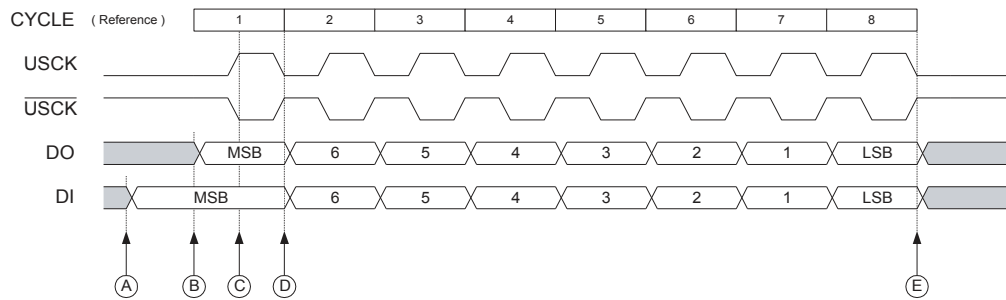 CYCLE ( Reference ) 1 2 3 4 5 6 7 8
USCK
USCK
DO MSB 6 5 4 3 2 1 LSB
DI MSB 6 5 4 3 2 1 LSB
A B C D E